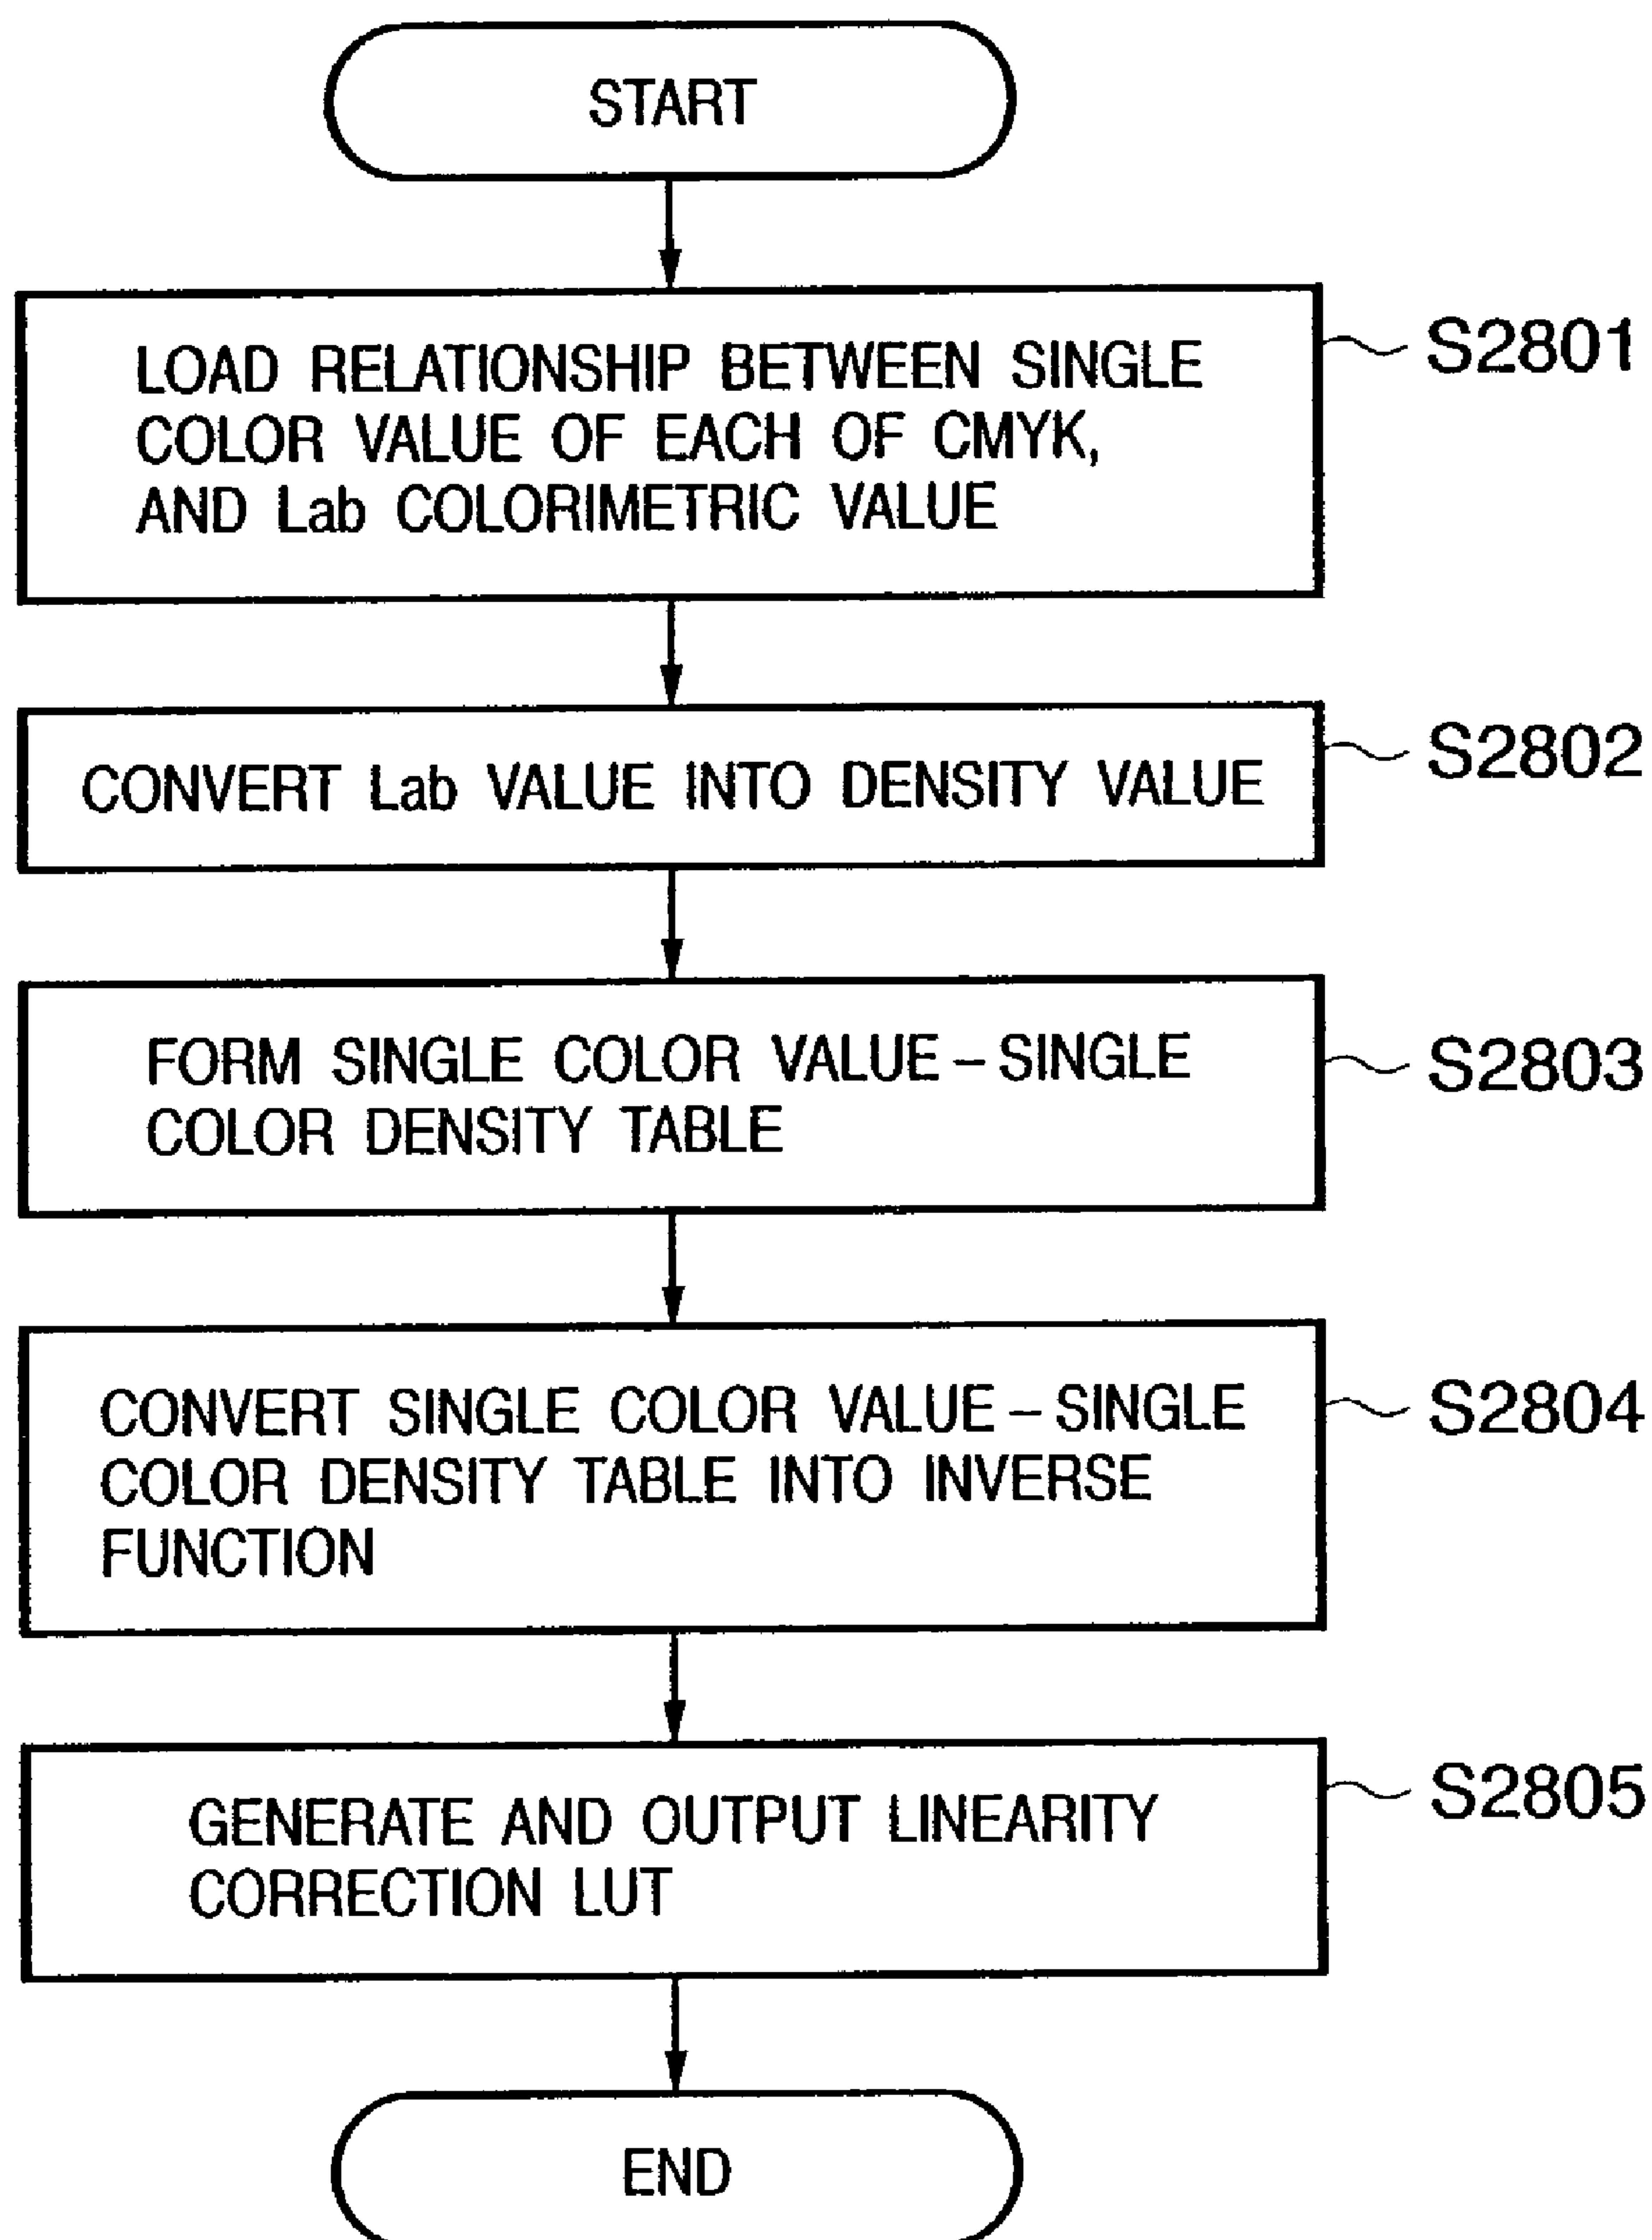 START
LOAD RELATIONSHIP BETWEEN SINGLE
COLOR VALUE OF EACH OF CMYK,
AND Lab COLORIMETRIC VALUE
S2801
CONVERT Lab VALUE INTO DENSITY VALUE
S2802
FORM SINGLE COLOR VALUE – SINGLE
COLOR DENSITY TABLE
S2803
CONVERT SINGLE COLOR VALUE – SINGLE
COLOR DENSITY TABLE INTO INVERSE
FUNCTION
S2804
GENERATE AND OUTPUT LINEARITY
CORRECTION LUT
S2805
END